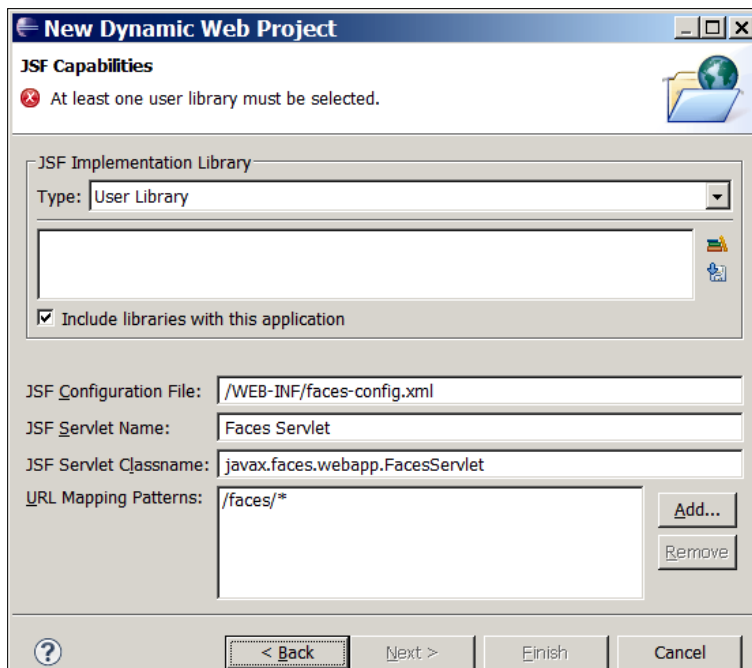 New Dynamic Web Project
JSF Capabilities
At least one user library must be selected.
JSF Implementation Library
Type: User Library
Include libraries with this application
JSF Configuration File: /WEB-INF/faces-config.xml
JSF Servlet Name: Faces Servlet
JSF Servlet Classname: javax.faces.webapp.FacesServlet
URL Mapping Patterns: /faces/*
Add...
Remove
? < Back Next > Finish Cancel